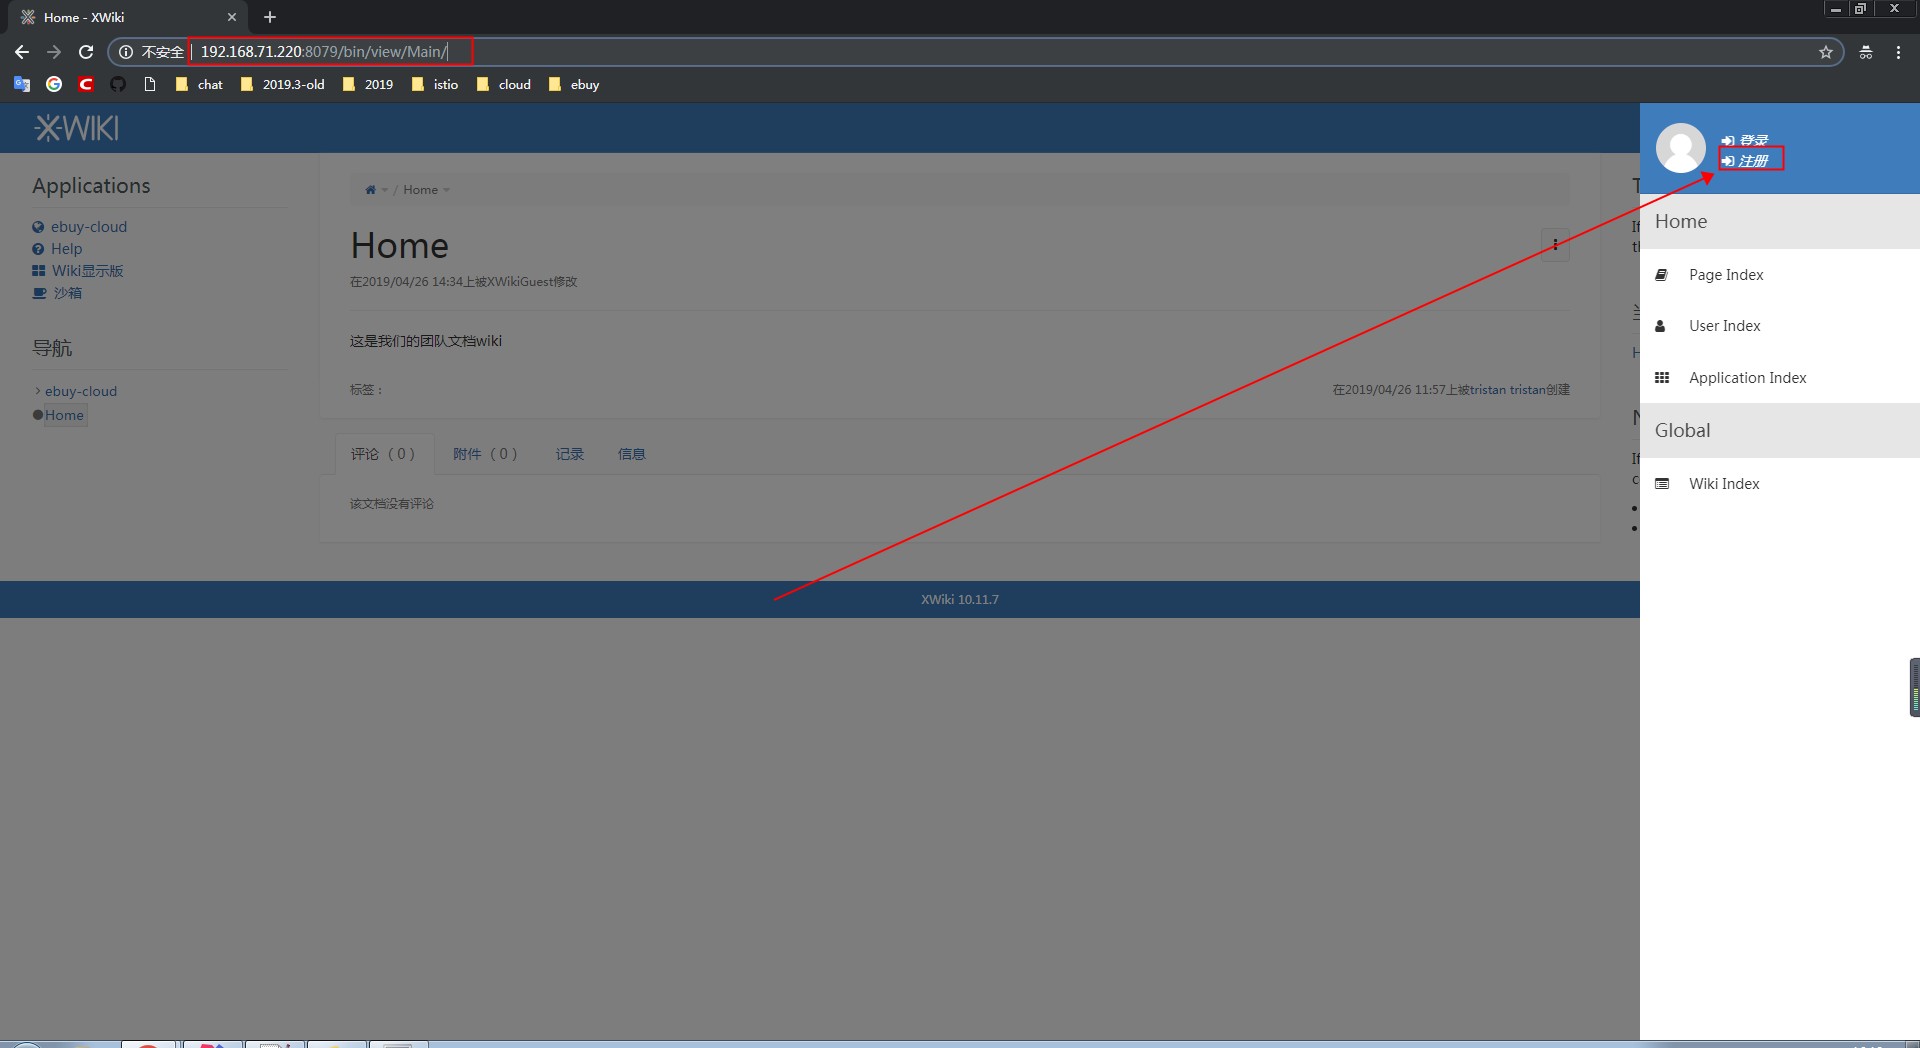 Home - XWiki
不安全 192.168.71.220:8079/bin/view/Main/
chat 2019.3-old 2019 istio cloud ebuy
XWIKI
Applications
ebuy-cloud
Help
Wiki显示版
沙箱
导航
ebuy-cloud
Home
/ Home
Home
在2019/04/26 14:34上被XWikiGuest修改
这是我们的团队文档wiki
标签：
在2019/04/26 11:57上被tristan tristan创建
评论（0） 附件（0） 记录 信息
该文档没有评论
XWiki 10.11.7
登录
注册
Home
Page Index
User Index
Application Index
Global
Wiki Index